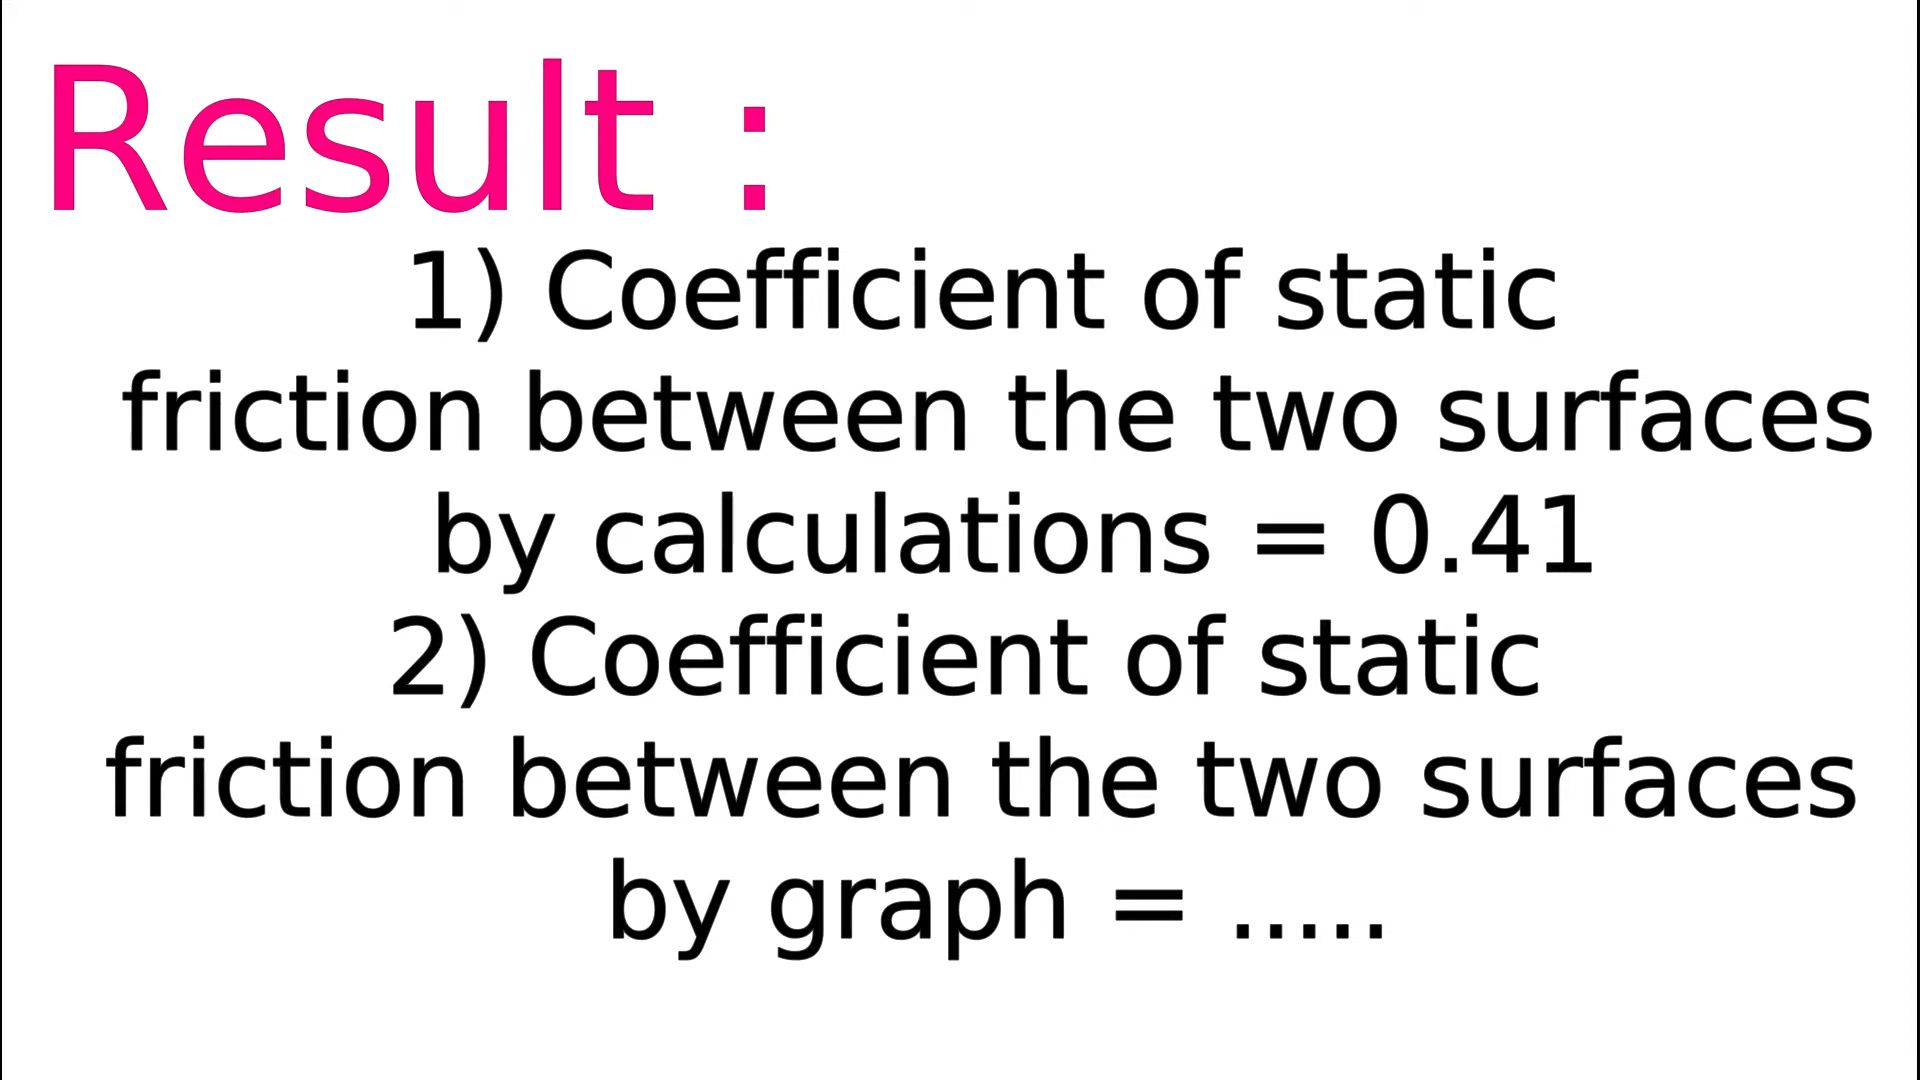 Result :
1) Coefficient of static
friction between the two surfaces
by calculations = 0.41
2) Coefficient of static
friction between the two surfaces
by graph = .....